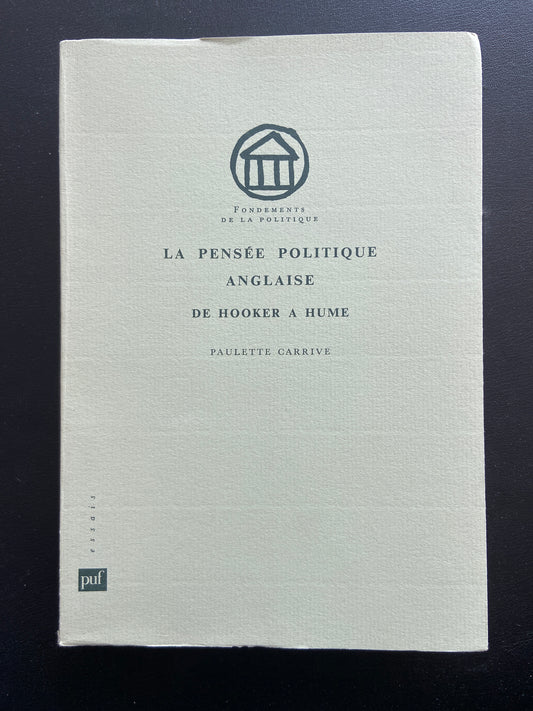 FONDEMENTS
DE LA POLITIQUE
LA PENSÉE POLITIQUE
ANGLAISE
DE HOOKER A HUME
PAULETTE CARRIVE
essais
puf